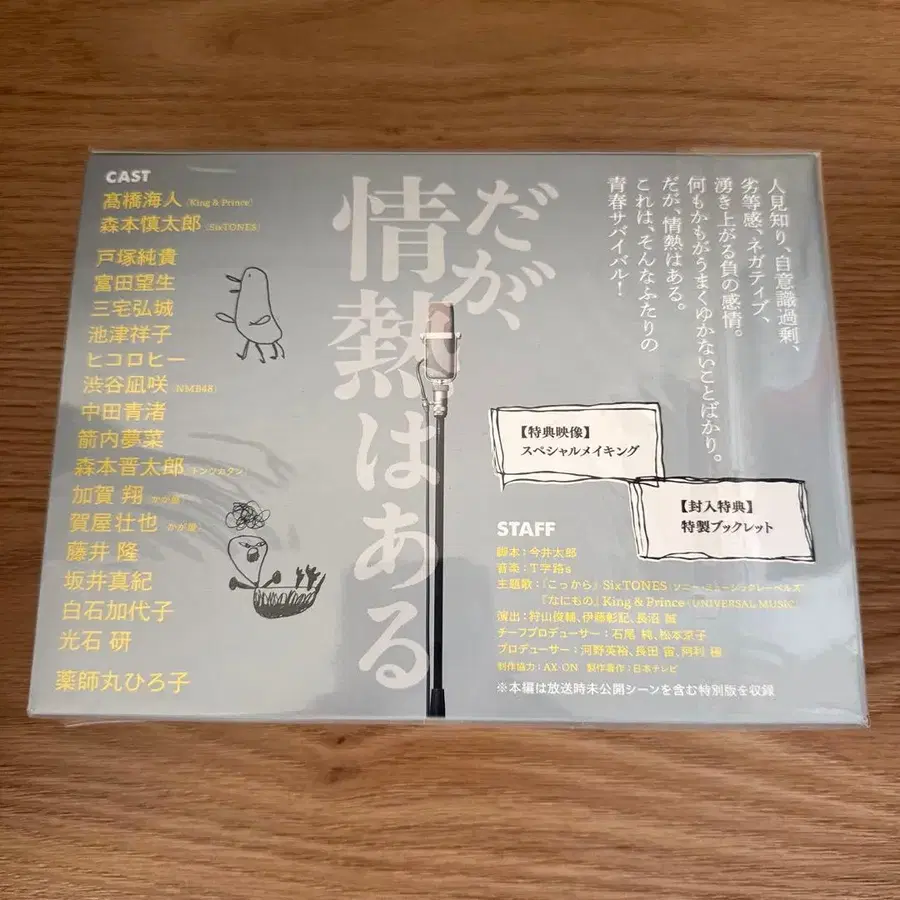 CAST
髙橋海人(King & Prince)
森本慎太郎(SixTONES)
戸塚純貴
富田望生
三宅弘城
池津祥子
ヒコロヒー
渋谷凪咲(NMB48)
中田青渚
箭内夢菜
森本晋太郎(トンツカタン)
加賀 翔(かが屋)
賀屋壮也(かが屋)
藤井 隆
坂井真紀
白石加代子
光石 研
薬師丸ひろ子
だが、
情熱はある
人見知り、自意識過剰、
劣等感、ネガティブ、
湧き上がる負の感情。
何もかもがうまくゆかないことばかり。
だが、情熱はある。
これは、そんなふたりの
青春サバイバル!
【特典映像】
スペシャルメイキング
【封入特典】
特製ブックレット
STAFF
脚本:今井太郎
音楽:T字路s
主題歌:『こっから』SixTONES(ソニー・ミュージックレーベルズ)
『なにもの』King & Prince(UNIVERSAL MUSIC)
演出:狩山俊輔、伊藤彰記、長沼 誠
チーフプロデューサー:石尾 純、松本京子
プロデューサー:河野英裕、長田 宙、阿利 極
制作協力:AX-ON 製作著作:日本テレビ
※本編は放送時未公開シーンを含む特別版を収録